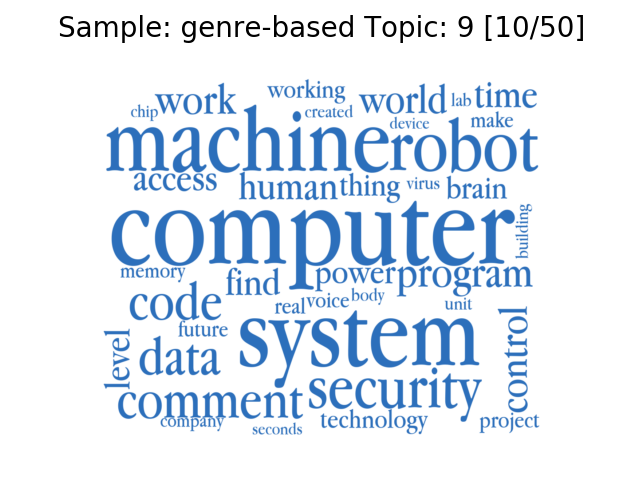 Sample: genre-based Topic: 9 [10/50]
working
work world lab time
chip created device make
machine robot
access human thing virus brain
computer building
memory find power program
code real voice body unit
future system control
level data
comment security
company seconds technology project